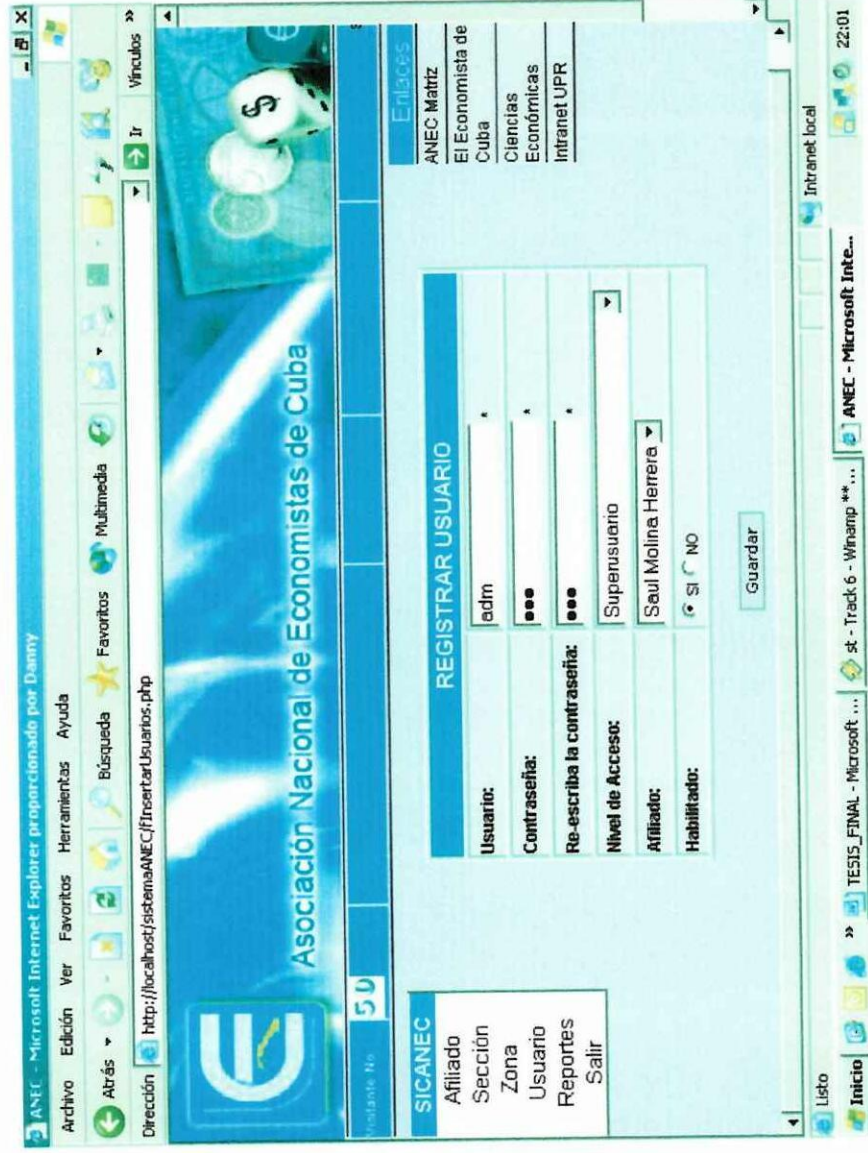 ANEC - Microsoft Internet Explorer proporcionado por Danny
Archivo Edición Ver Favoritos Herramientas Ayuda
Atrás Búsqueda Favoritos Multimedia
Dirección http://localhost/sistemaANEC/fInsertarUsuarios.php Ir Vínculos »
Asociación Nacional de Economistas de Cuba
$
Visitante No. 50
SICANEC
Afiliado
Sección
Zona
Usuario
Reportes
Salir
REGISTRAR USUARIO
Usuario: adm *
Contraseña: ●●● *
Re-escriba la contraseña: ●●● *
Nivel de Acceso: Superusuario
Afiliado: Saul Molina Herrera
Habilitado: SI NO
Guardar
Enlaces
ANEC Matriz
El Economista de
Cuba
Ciencias
Económicas
Intranet UPR
Listo Intranet local
Inicio » TESIS_FINAL - Microsoft ... st - Track 6 - Winamp **... ANEC - Microsoft Inte... 22:01